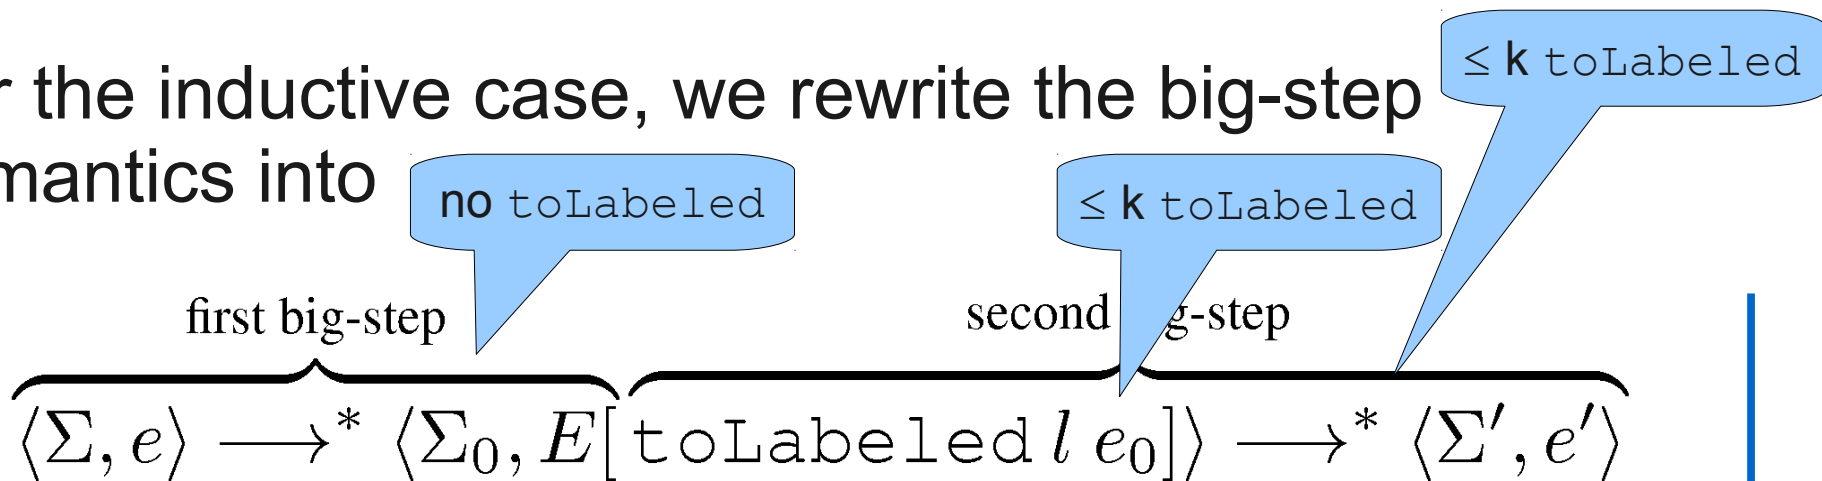 ≤ k toLabeled
r the inductive case, we rewrite the big-step
mantics into
no toLabeled
≤ k toLabeled
first big-step
second g-step
⟨Σ, e⟩ ⟶* ⟨Σ₀, E[toLabeled l e₀]⟩ ⟶* ⟨Σ′, e′⟩